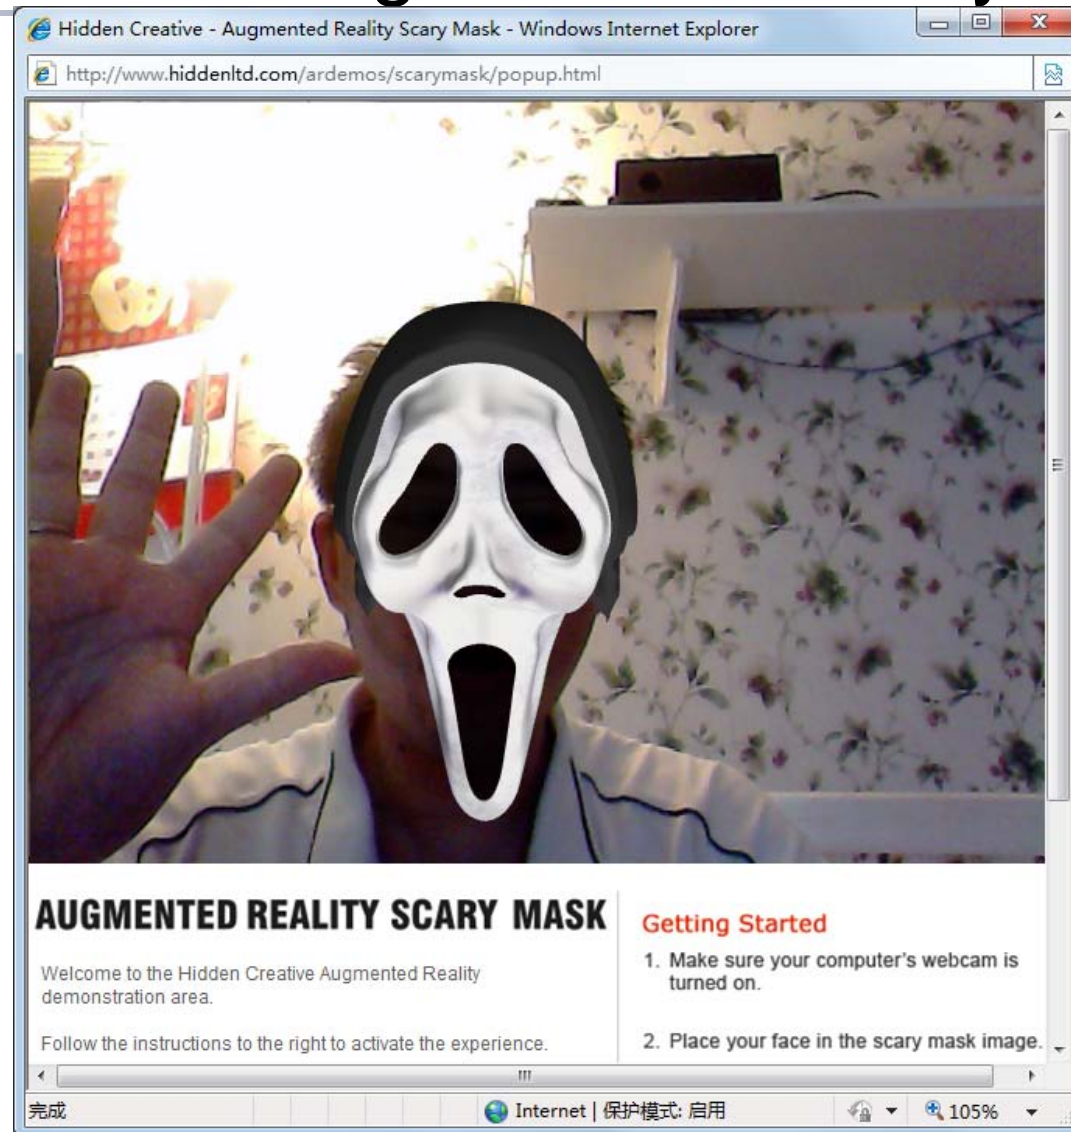 Hidden Creative - Augmented Reality Scary Mask - Windows Internet Explorer
http://www.hiddenltd.com/ardemos/scarymask/popup.html
AUGMENTED REALITY SCARY MASK
Welcome to the Hidden Creative Augmented Reality
demonstration area.
Follow the instructions to the right to activate the experience.
Getting Started
1. Make sure your computer's webcam is
turned on.
2. Place your face in the scary mask image.
完成
Internet | 保护模式: 启用
105%